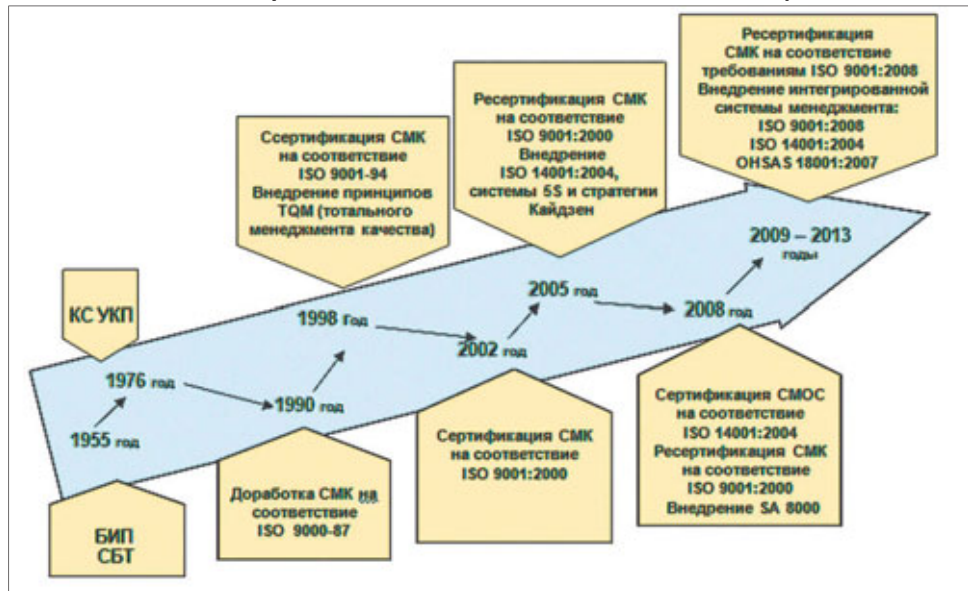 Ресертификация
СМК на соответствие
требованиям ISO 9001:2008
Внедрение интегрированной
системы менеджмента:
ISO 9001:2008
ISO 14001:2004
OHSAS 18001:2007
Ресертификация СМК
на соответствие
ISO 9001:2000
Внедрение
ISO 14001:2004,
системы 5S и стратегии
Кайдзен
Ссертификация СМК
на соответствие
ISO 9001-94
Внедрение принципов
TQM (тотального
менеджмента качества)
КС УКП
2009 – 2013
годы
2005 год
2008 год
1998 год
2002 год
1976 год
1990 год
1955 год
БИП
СБТ
Доработка СМК на
соответствие
ISO 9000-87
Сертификация СМК
на соответствие
ISO 9001:2000
Сертификация СМОС
на соответствие
ISO 14001:2004
Ресертификация СМК
на соответствие
ISO 9001:2000
Внедрение SA 8000